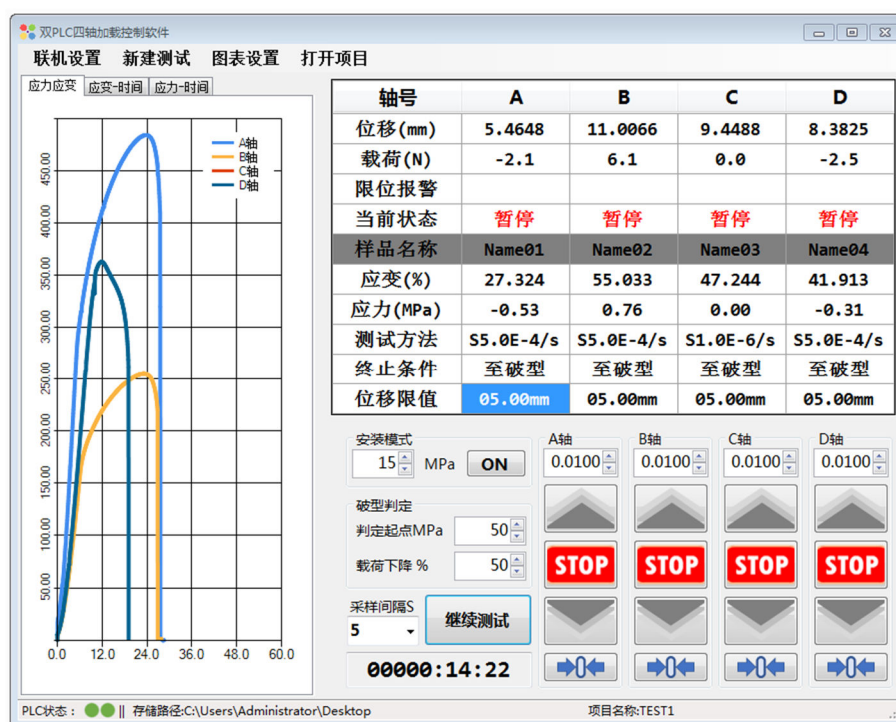 双PLC四轴加载控制软件
联机设置 新建测试 图表设置 打开项目
应力应变 应变-时间 应力-时间
A轴
B轴
C轴
D轴
450.00
400.00
350.00
300.00
250.00
200.00
150.00
100.00
50.00
0.0 12.0 24.0 36.0 48.0 60.0
轴号 A B C D
位移(mm) 5.4648 11.0066 9.4488 8.3825
载荷(N) -2.1 6.1 0.0 -2.5
限位报警
当前状态 暂停 暂停 暂停 暂停
样品名称 Name01 Name02 Name03 Name04
应变(%) 27.324 55.033 47.244 41.913
应力(MPa) -0.53 0.76 0.00 -0.31
测试方法 S5.0E-4/s S5.0E-4/s S1.0E-6/s S5.0E-4/s
终止条件 至破型 至破型 至破型 至破型
位移限值 05.00mm 05.00mm 05.00mm 05.00mm
安装模式
15 MPa ON
破型判定
判定起点MPa 50
载荷下降 % 50
采样间隔S
5
继续测试
00000:14:22
A轴 B轴 C轴 D轴
0.0100 0.0100 0.0100 0.0100
STOP STOP STOP STOP
0 0 0 0
PLC状态： || 存储路径:C:\Users\Administrator\Desktop 项目名称:TEST1